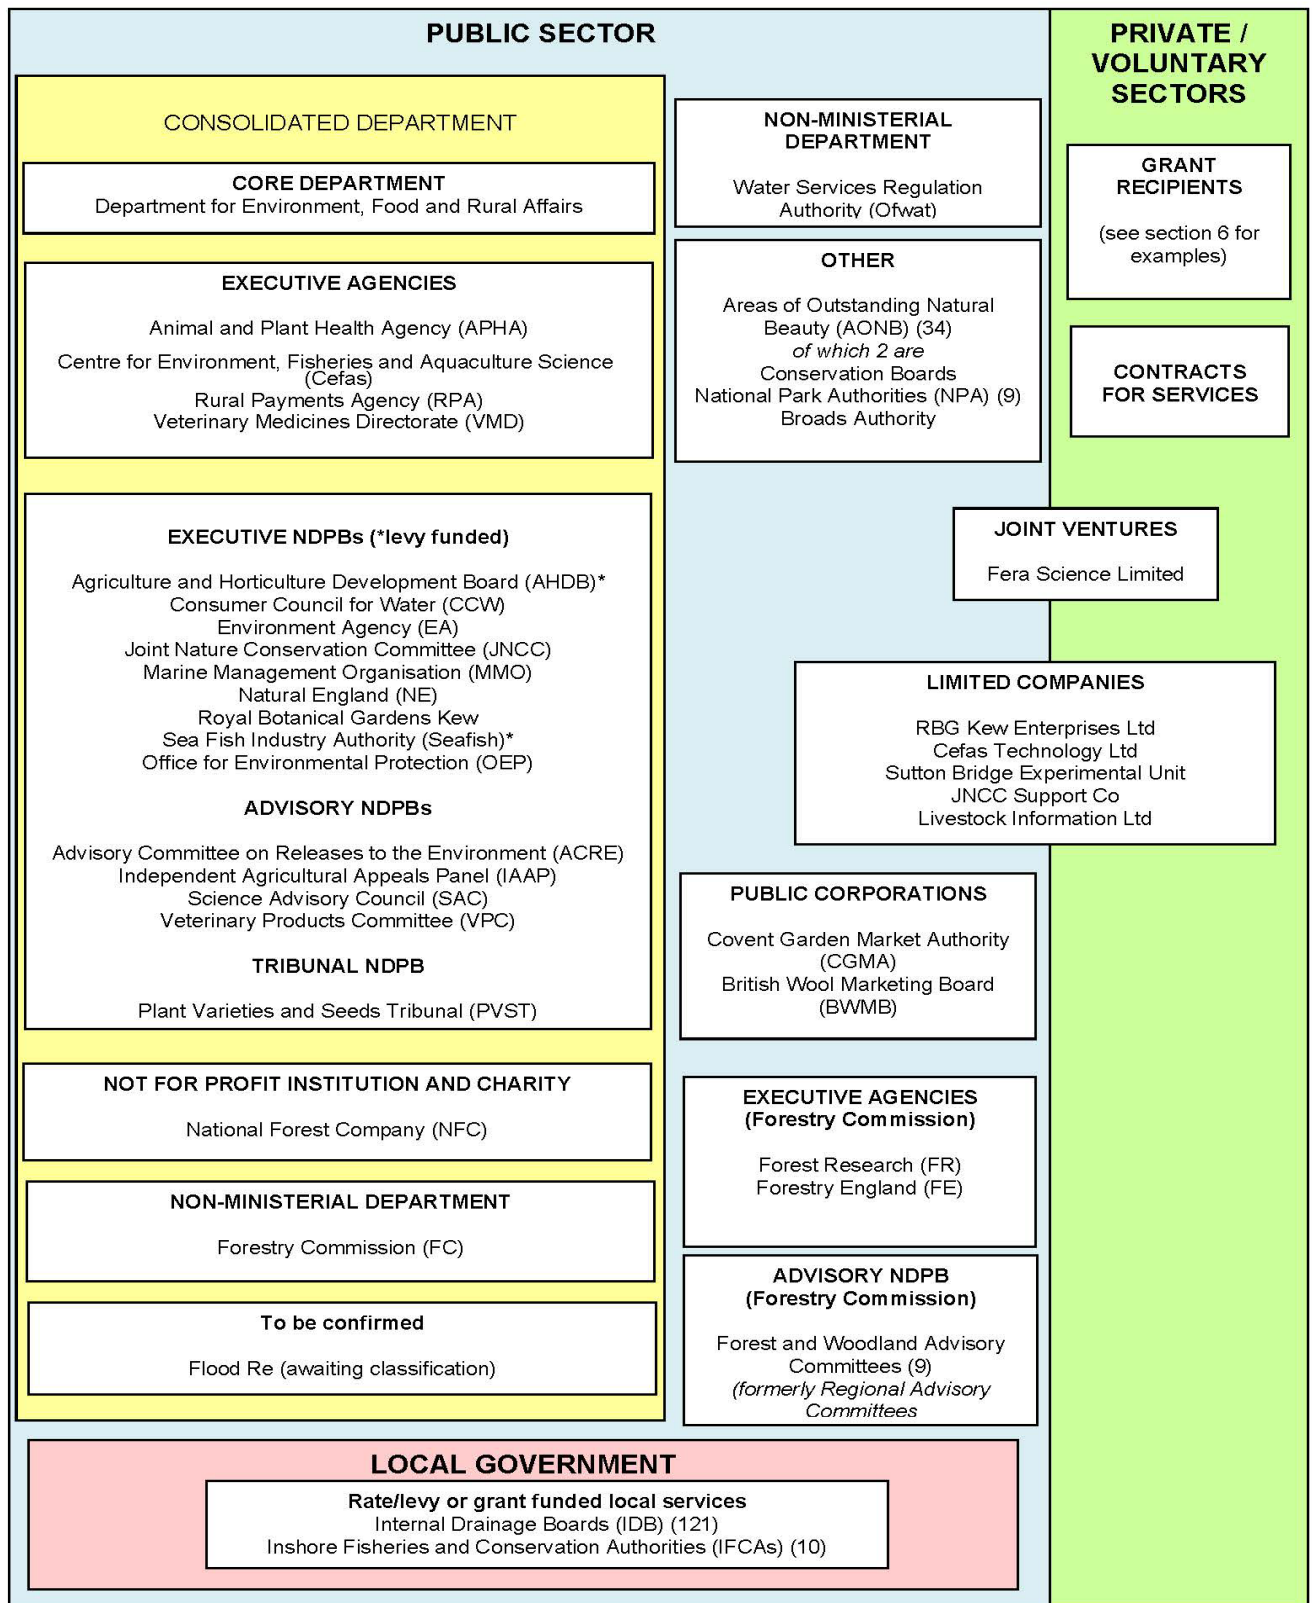 PUBLIC SECTOR
CONSOLIDATED DEPARTMENT
CORE DEPARTMENT
Department for Environment, Food and Rural Affairs
EXECUTIVE AGENCIES
Animal and Plant Health Agency (APHA)
Centre for Environment, Fisheries and Aquaculture Science
(Cefas)
Rural Payments Agency (RPA)
Veterinary Medicines Directorate (VMD)
EXECUTIVE NDPBs (*levy funded)
Agriculture and Horticulture Development Board (AHDB)*
Consumer Council for Water (CCW)
Environment Agency (EA)
Joint Nature Conservation Committee (JNCC)
Marine Management Organisation (MMO)
Natural England (NE)
Royal Botanical Gardens Kew
Sea Fish Industry Authority (Seafish)*
Office for Environmental Protection (OEP)
ADVISORY NDPBs
Advisory Committee on Releases to the Environment (ACRE)
Independent Agricultural Appeals Panel (IAAP)
Science Advisory Council (SAC)
Veterinary Products Committee (VPC)
TRIBUNAL NDPB
Plant Varieties and Seeds Tribunal (PVST)
NOT FOR PROFIT INSTITUTION AND CHARITY
National Forest Company (NFC)
NON-MINISTERIAL DEPARTMENT
Forestry Commission (FC)
To be confirmed
Flood Re (awaiting classification)
NON-MINISTERIAL
DEPARTMENT
Water Services Regulation
Authority (Ofwat)
OTHER
Areas of Outstanding Natural
Beauty (AONB) (34)
of which 2 are
Conservation Boards
National Park Authorities (NPA) (9)
Broads Authority
JOINT VENTURES
Fera Science Limited
LIMITED COMPANIES
RBG Kew Enterprises Ltd
Cefas Technology Ltd
Sutton Bridge Experimental Unit
JNCC Support Co
Livestock Information Ltd
PUBLIC CORPORATIONS
Covent Garden Market Authority
(CGMA)
British Wool Marketing Board
(BWMB)
EXECUTIVE AGENCIES
(Forestry Commission)
Forest Research (FR)
Forestry England (FE)
ADVISORY NDPB
(Forestry Commission)
Forest and Woodland Advisory
Committees (9)
(formerly Regional Advisory
Committees
LOCAL GOVERNMENT
Rate/levy or grant funded local services
Internal Drainage Boards (IDB) (121)
Inshore Fisheries and Conservation Authorities (IFCAs) (10)
PRIVATE /
VOLUNTARY
SECTORS
GRANT
RECIPIENTS
(see section 6 for
examples)
CONTRACTS
FOR SERVICES